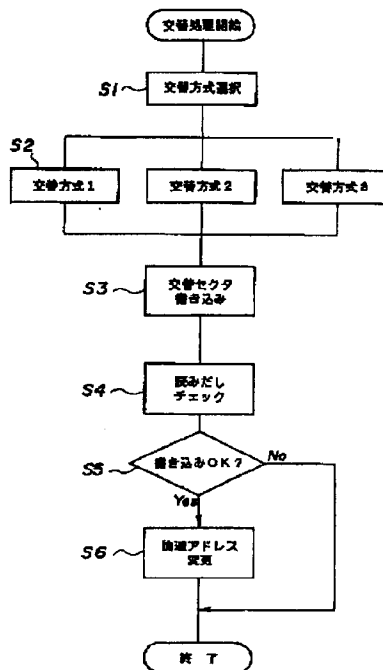 交替処理開始
S1
交替方式選択
S2
交替方式1
交替方式2
交替方式3
S3
交替セクタ
書き込み
S4
読みだし
チェック
S5
書き込みOK?
No
Yes
S6
論理アドレス
変更
終了